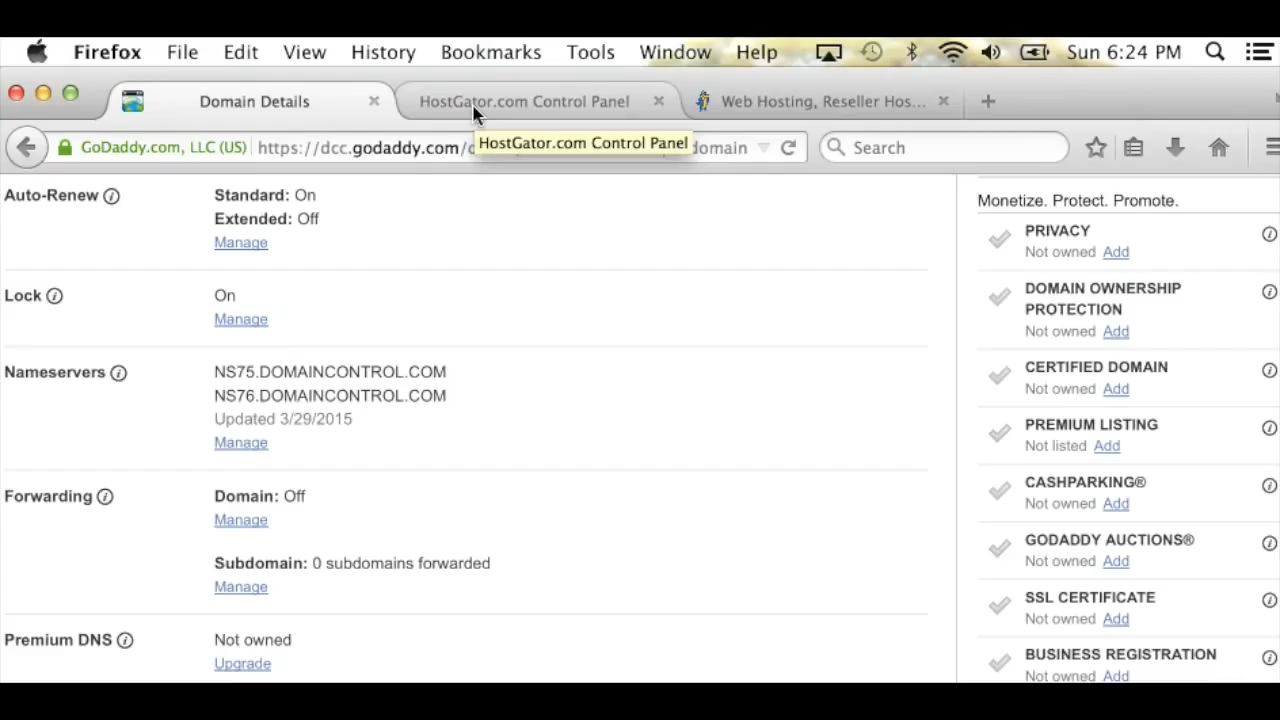 Firefox File Edit View History Bookmarks Tools Window Help Sun 6:24 PM
Domain Details HostGator.com Control Panel Web Hosting, Reseller Hos...
GoDaddy.com, LLC (US) https://dcc.godaddy.com/ omain Search
HostGator.com Control Panel
Auto-Renew
Standard: On
Extended: Off
Manage
Lock
On
Manage
Nameservers
NS75.DOMAINCONTROL.COM
NS76.DOMAINCONTROL.COM
Updated 3/29/2015
Manage
Forwarding
Domain: Off
Manage
Subdomain: 0 subdomains forwarded
Manage
Premium DNS
Not owned
Upgrade
Monetize. Protect. Promote.
PRIVACY
Not owned Add
DOMAIN OWNERSHIP
PROTECTION
Not owned Add
CERTIFIED DOMAIN
Not owned Add
PREMIUM LISTING
Not listed Add
CASHPARKING®
Not owned Add
GODADDY AUCTIONS®
Not owned Add
SSL CERTIFICATE
Not owned Add
BUSINESS REGISTRATION
Not owned Add